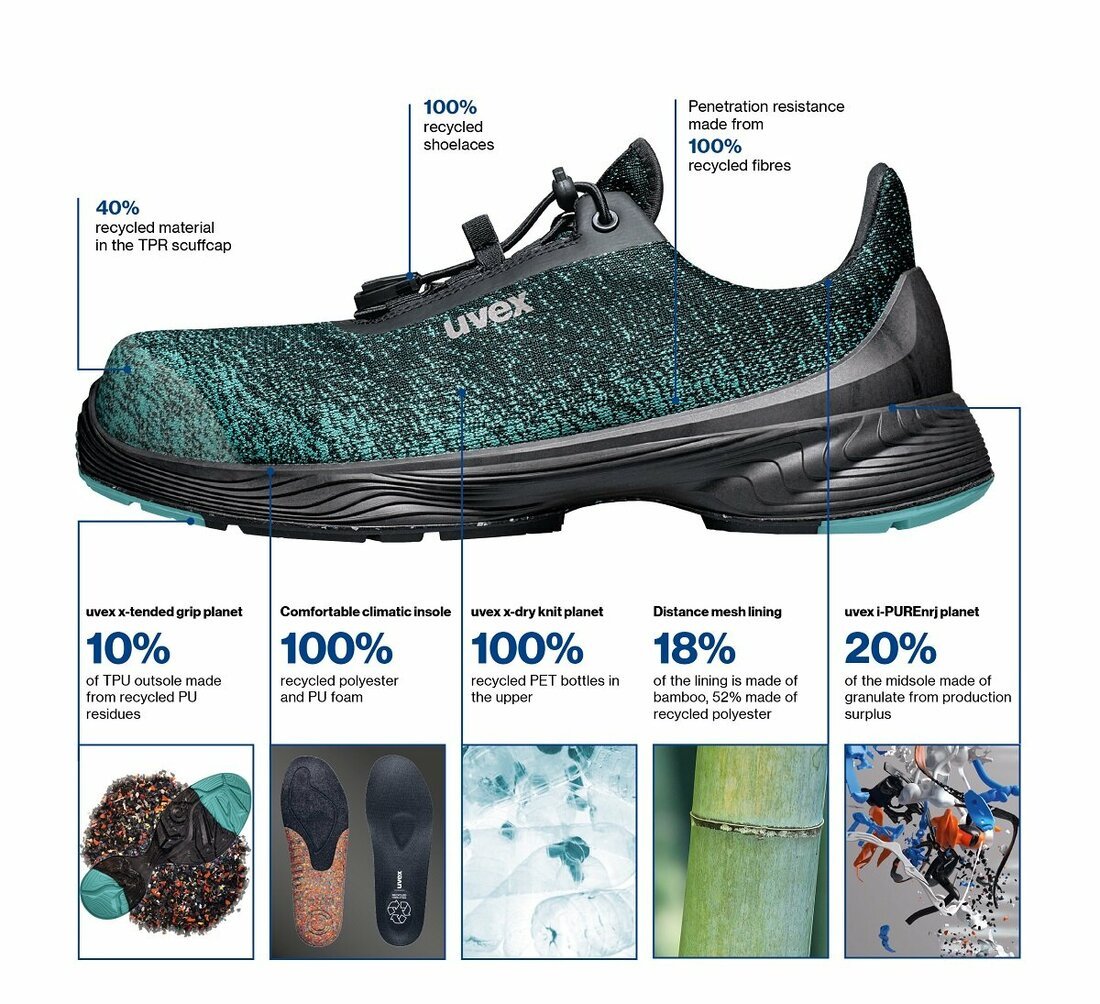 100%
recycled
shoelaces
Penetration resistance
made from
100%
recycled fibres
40%
recycled material
in the TPR scuffcap
uvex
uvex x-tended grip planet
10%
of TPU outsole made
from recycled PU
residues
Comfortable climatic insole
100%
recycled polyester
and PU foam
uvex x-dry knit planet
100%
recycled PET bottles in
the upper
Distance mesh lining
18%
of the lining is made of
bamboo, 52% made of
recycled polyester
uvex i-PUREnrj planet
20%
of the midsole made of
granulate from production
surplus
uvex